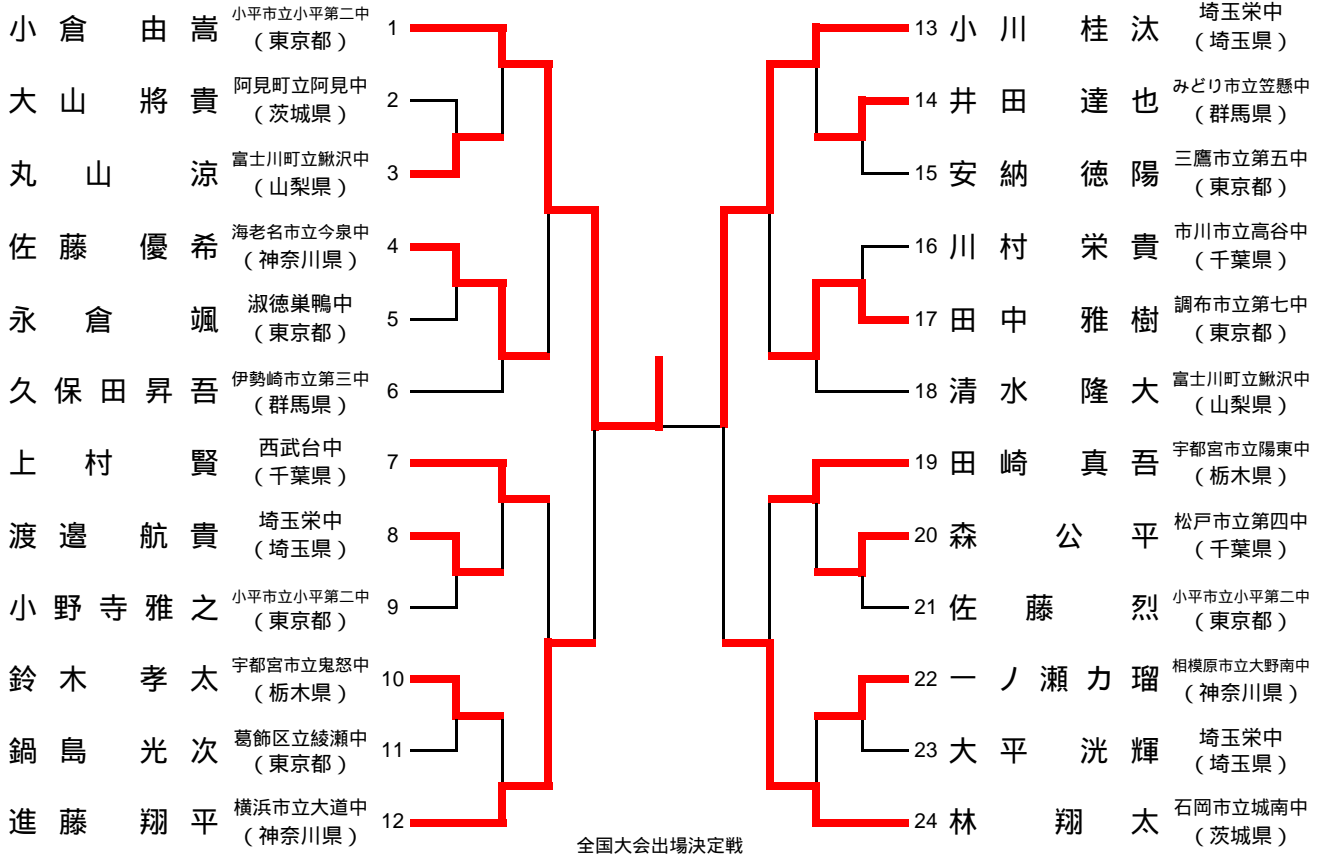 小倉 由嵩 小平市立小平第二中 (東京都) 1
大山 將貴 阿見町立阿見中 (茨城県) 2
丸山 涼 富士川町立鰍沢中 (山梨県) 3
佐藤 優希 海老名市立今泉中 (神奈川県) 4
永倉 颯 淑徳巣鴨中 (東京都) 5
久保田昇吾 伊勢崎市立第三中 (群馬県) 6
上村 賢 西武台中 (千葉県) 7
渡邉 航貴 埼玉栄中 (埼玉県) 8
小野寺雅之 小平市立小平第二中 (東京都) 9
鈴木 孝太 宇都宮市立鬼怒中 (栃木県) 10
鍋島 光次 葛飾区立綾瀬中 (東京都) 11
進藤 翔平 横浜市立大道中 (神奈川県) 12
13 小川 桂汰 埼玉栄中 (埼玉県)
14 井田 達也 みどり市立笠懸中 (群馬県)
15 安納 徳陽 三鷹市立第五中 (東京都)
16 川村 栄貴 市川市立高谷中 (千葉県)
17 田中 雅樹 調布市立第七中 (東京都)
18 清水 隆大 富士川町立鰍沢中 (山梨県)
19 田崎 真吾 宇都宮市立陽東中 (栃木県)
20 森 公平 松戸市立第四中 (千葉県)
21 佐藤 烈 小平市立小平第二中 (東京都)
22 一ノ瀬力瑠 相模原市立大野南中 (神奈川県)
23 大平 洸輝 埼玉栄中 (埼玉県)
24 林 翔太 石岡市立城南中 (茨城県)
全国大会出場決定戦